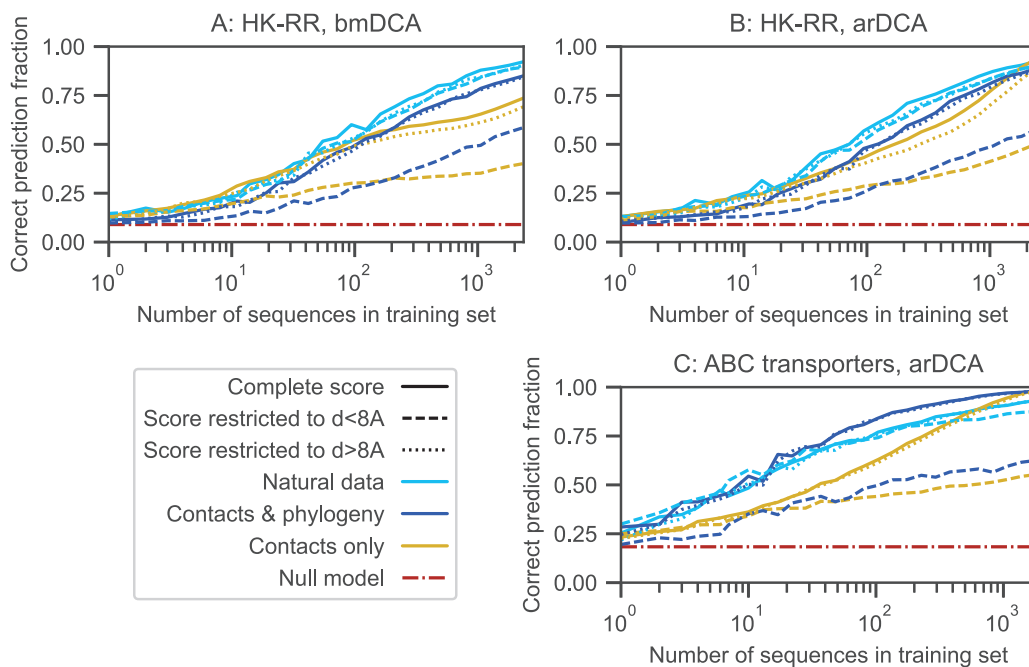 A: HK-RR, bmDCA
Correct prediction fraction
1.00
0.75
0.50
0.25
0.00
10^0
10^1
10^2
10^3
Number of sequences in training set
B: HK-RR, arDCA
Correct prediction fraction
1.00
0.75
0.50
0.25
0.00
10^0
10^1
10^2
10^3
Number of sequences in training set
Complete score
Score restricted to d<8A
Score restricted to d>8A
Natural data
Contacts & phylogeny
Contacts only
Null model
C: ABC transporters, arDCA
Correct prediction fraction
1.00
0.75
0.50
0.25
0.00
10^0
10^1
10^2
10^3
Number of sequences in training set